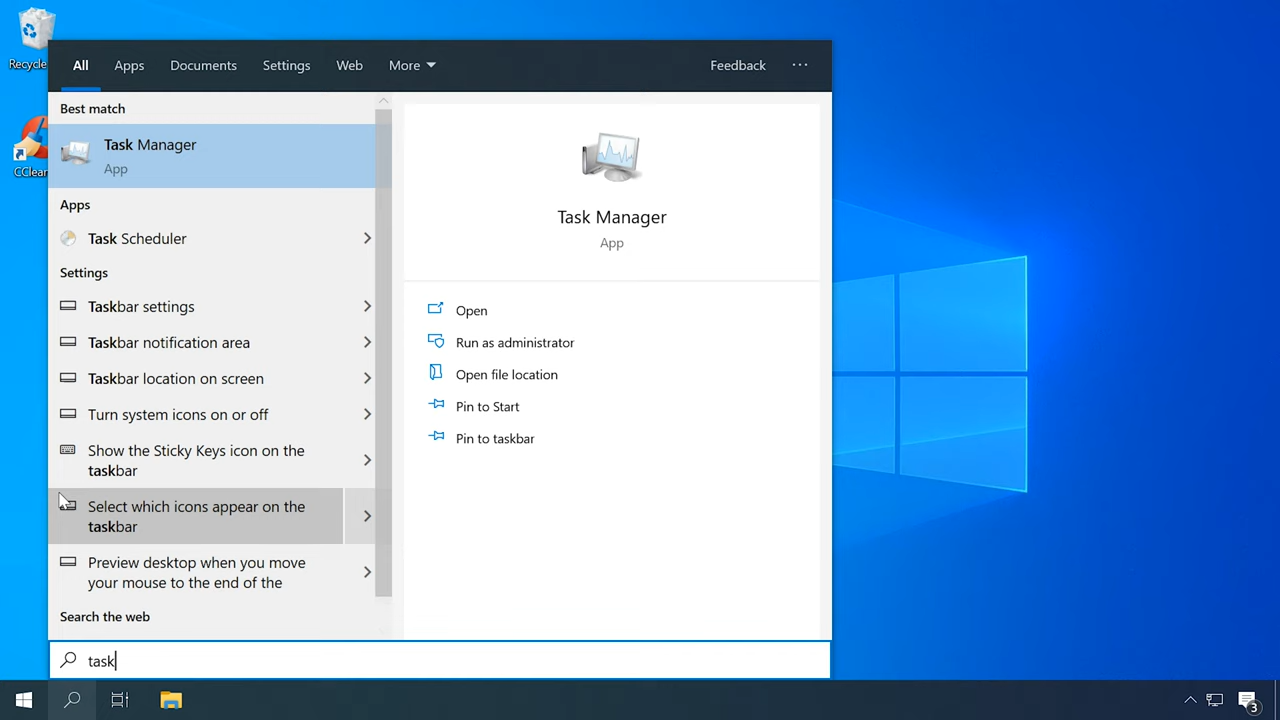 Recycle
CClean
All Apps Documents Settings Web More Feedback ...
Best match
Task Manager
App
Apps
Task Scheduler
Settings
Taskbar settings
Taskbar notification area
Taskbar location on screen
Turn system icons on or off
Show the Sticky Keys icon on the
taskbar
Select which icons appear on the
taskbar
Preview desktop when you move
your mouse to the end of the
Search the web
Task Manager
App
Open
Run as administrator
Open file location
Pin to Start
Pin to taskbar
task
3